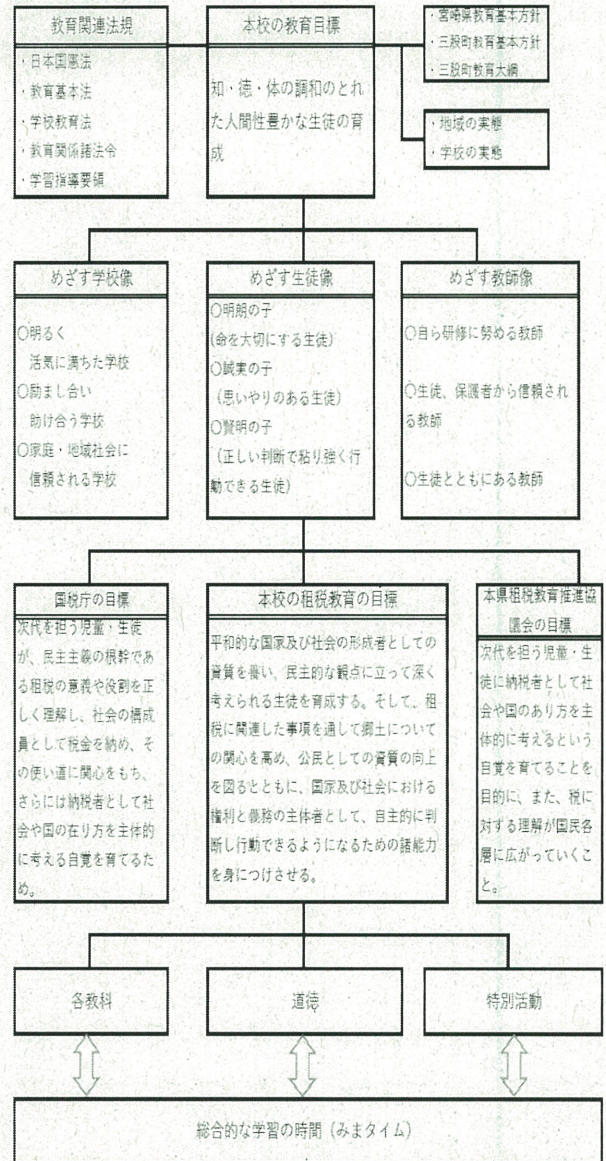 教育関連法規
・日本国憲法
・教育基本法
・学校教育法
・教育関係諸法令
・学習指導要領
本校の教育目標
知・徳・体の調和のとれ
た人間性豊かな生徒の育
成
・宮崎県教育基本方針
・三股町教育基本方針
・三股町教育大綱
・地域の実態
・学校の実態
めざす学校像
○明るく
活気に満ちた学校
○励まし合い
助け合う学校
○家庭・地域社会に
信頼される学校
めざす生徒像
○明朗の子
(命を大切にする生徒)
○誠実の子
(思いやりのある生徒)
○賢明の子
(正しい判断で粘り強く行
動できる生徒)
めざす教師像
○自ら研修に努める教師
○生徒、保護者から信頼され
る教師
○生徒とともにある教師
国税庁の目標
次代を担う児童・生徒
が、民主主義の根幹であ
る租税の意義や役割を正
しく理解し、社会の構成
員として税金を納め、そ
の使い道に関心をもち、
さらには納税者として社
会や国の在り方を主体的
に考える自覚を育てるた
め。
本校の租税教育の目標
平和的な国家及び社会の形成者としての
資質を養い、民主的な観点に立って深く
考えられる生徒を育成する。そして、租
税に関連した事項を通して郷土について
の関心を高め、公民としての資質の向上
を図るとともに、国家及び社会における
権利と義務の主体者として、自主的に判
断し行動できるようになるための諸能力
を身につけさせる。
本県租税教育推進協
議会の目標
次代を担う児童・生
徒に納税者として社
会や国のあり方を主
体的に考えるという
自覚を育てることを
目的に、また、税に
対する理解が国民各
層に広がっていくこ
と。
各教科
道徳
特別活動
総合的な学習の時間(みまタイム)